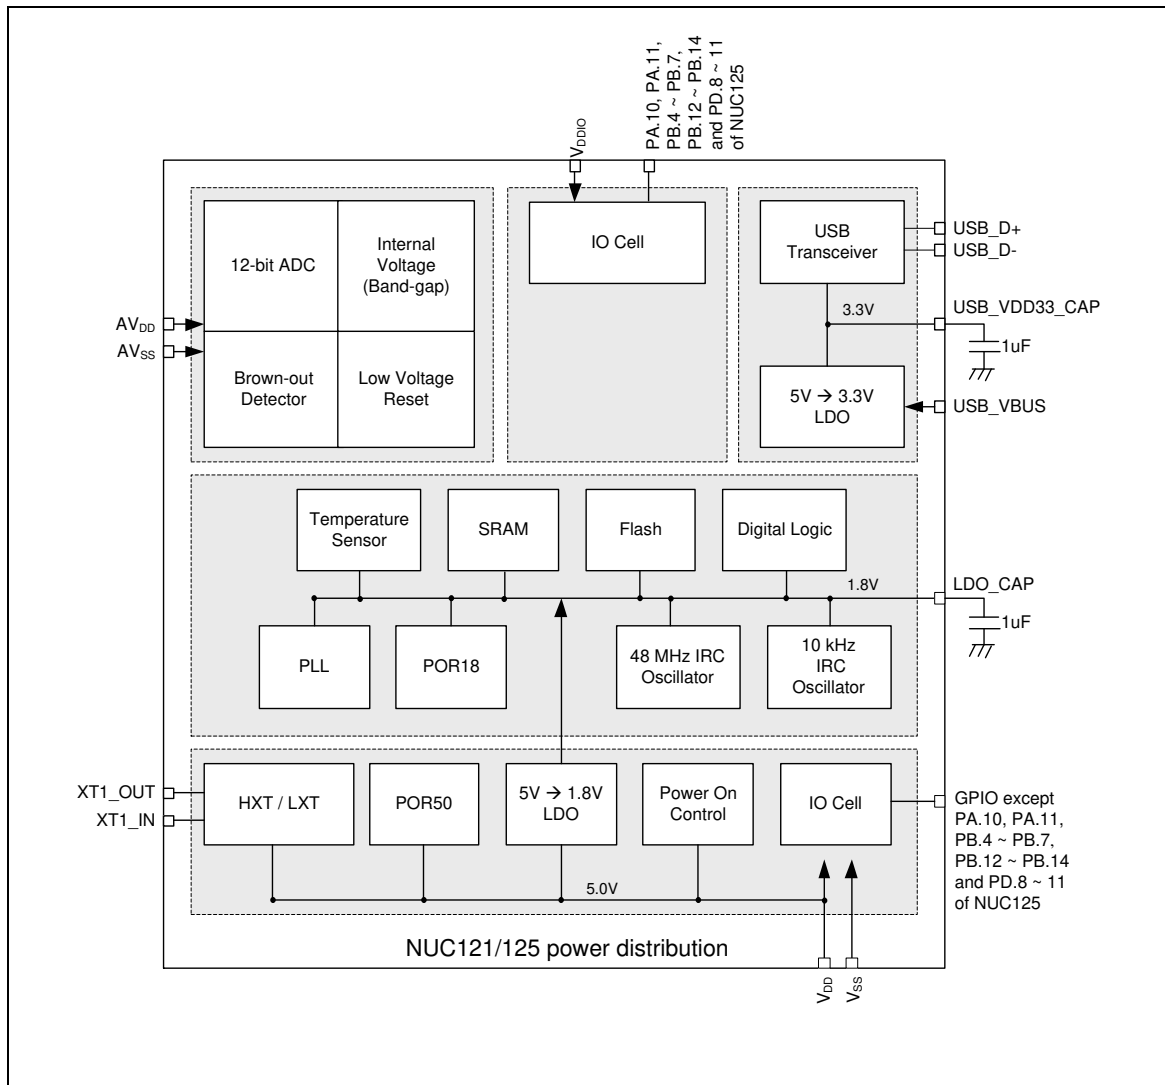 PA.10, PA.11,
PB.4 ~ PB.7,
PB.12 ~ PB.14
and PD.8 ~ 11
of NUC125
VDDIO
12-bit ADC
Internal
Voltage
(Band-gap)
Brown-out
Detector
Low Voltage
Reset
AVDD
AVSS
IO Cell
USB
Transceiver
USB_D+
USB_D-
3.3V
USB_VDD33_CAP
1uF
5V → 3.3V
LDO
USB_VBUS
Temperature
Sensor
SRAM
Flash
Digital Logic
1.8V
LDO_CAP
1uF
PLL
POR18
48 MHz IRC
Oscillator
10 kHz
IRC
Oscillator
XT1_OUT
XT1_IN
HXT / LXT
POR50
5V → 1.8V
LDO
Power On
Control
IO Cell
GPIO except
PA.10, PA.11,
PB.4 ~ PB.7,
PB.12 ~ PB.14
and PD.8 ~ 11
of NUC125
5.0V
NUC121/125 power distribution
VDD
VSS